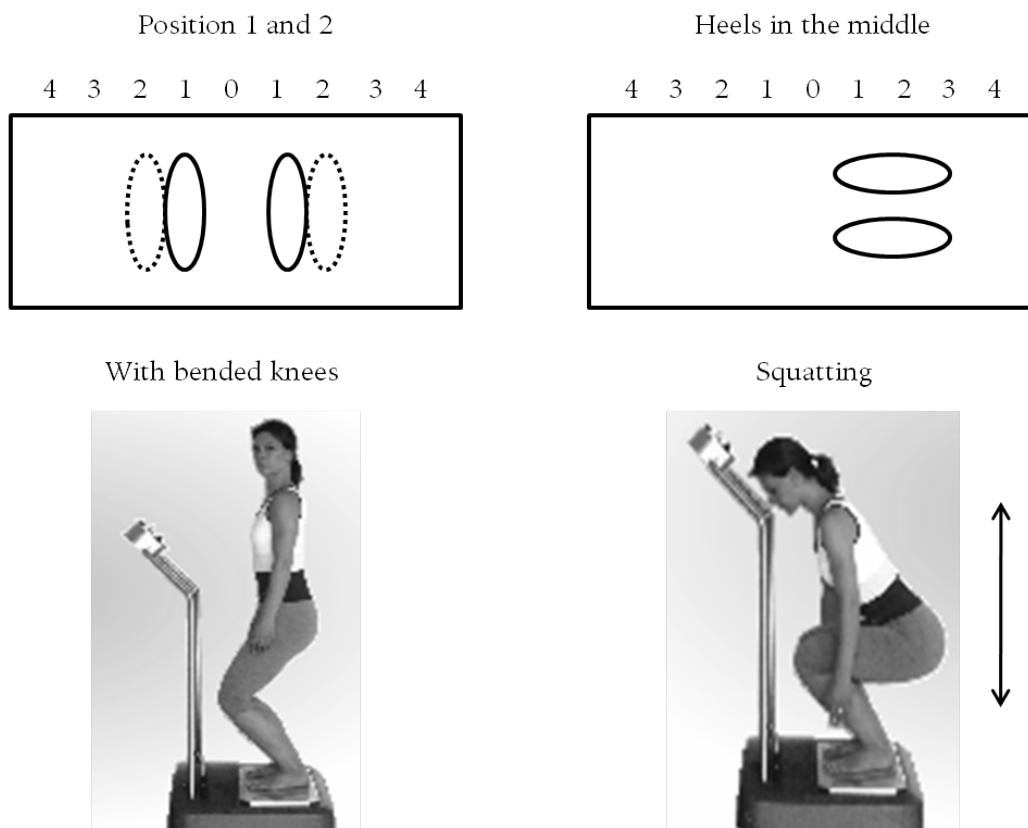 Position 1 and 2
4 3 2 1 0 1 2 3 4
Heels in the middle
4 3 2 1 0 1 2 3 4
With bended knees
Squatting